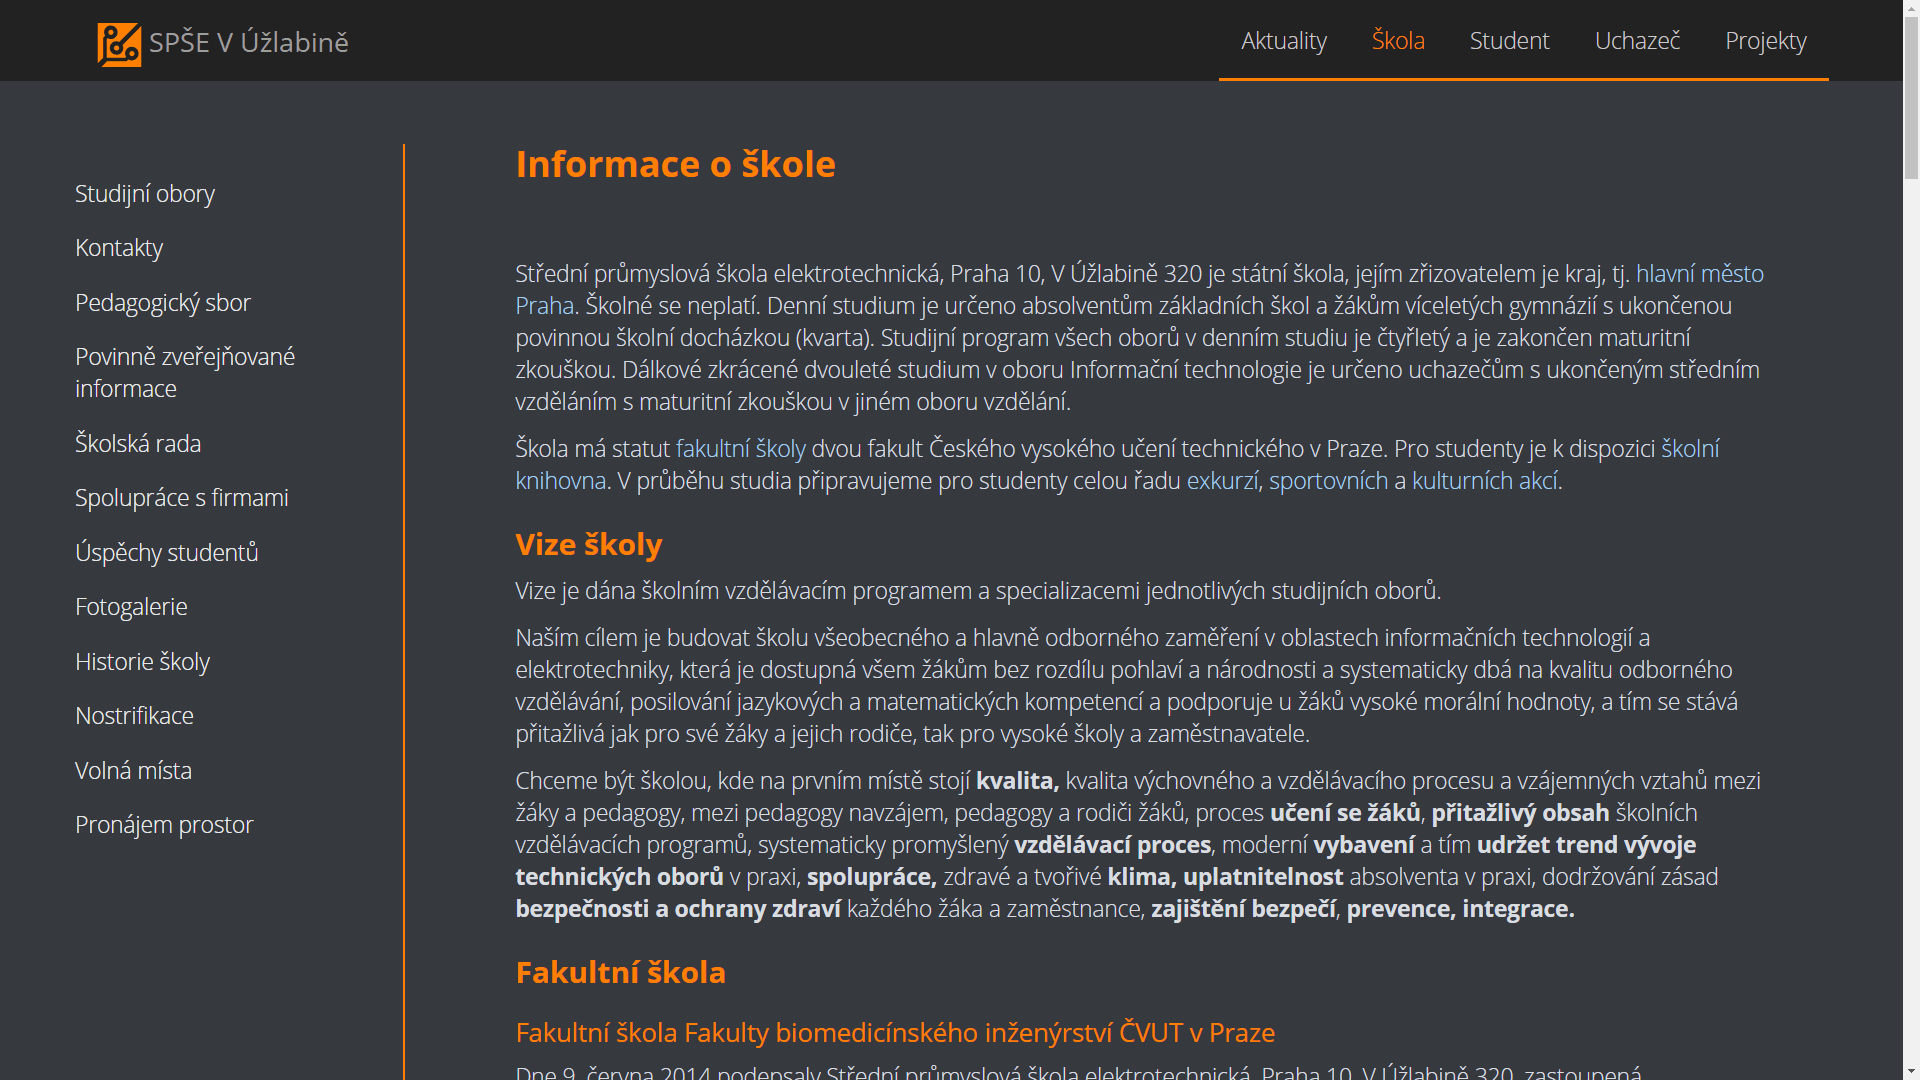 SPŠE V Úžlabině
Aktuality
Škola
Student
Uchazeč
Projekty
Studijní obory
Kontakty
Pedagogický sbor
Povinně zveřejňované
informace
Školská rada
Spolupráce s firmami
Úspěchy studentů
Fotogalerie
Historie školy
Nostrifikace
Volná místa
Pronájem prostor
Informace o škole
Střední průmyslová škola elektrotechnická, Praha 10, V Úžlabině 320 je státní škola, jejím zřizovatelem je kraj, tj. hlavní město
Praha. Školné se neplatí. Denní studium je určeno absolventům základních škol a žákům víceletých gymnázií s ukončenou
povinnou školní docházkou (kvarta). Studijní program všech oborů v denním studiu je čtyřletý a je zakončen maturitní
zkouškou. Dálkové zkrácené dvouleté studium v oboru Informační technologie je určeno uchazečům s ukončeným středním
vzděláním s maturitní zkouškou v jiném oboru vzdělání.
Škola má statut fakultní školy dvou fakult Českého vysokého učení technického v Praze. Pro studenty je k dispozici školní
knihovna. V průběhu studia připravujeme pro studenty celou řadu exkurzí, sportovních a kulturních akcí.
Vize školy
Vize je dána školním vzdělávacím programem a specializacemi jednotlivých studijních oborů.
Naším cílem je budovat školu všeobecného a hlavně odborného zaměření v oblastech informačních technologií a
elektrotechniky, která je dostupná všem žákům bez rozdílu pohlaví a národnosti a systematicky dbá na kvalitu odborného
vzdělávání, posilování jazykových a matematických kompetencí a podporuje u žáků vysoké morální hodnoty, a tím se stává
přitažlivá jak pro své žáky a jejich rodiče, tak pro vysoké školy a zaměstnavatele.
Chceme být školou, kde na prvním místě stojí kvalita, kvalita výchovného a vzdělávacího procesu a vzájemných vztahů mezi
žáky a pedagogy, mezi pedagogy navzájem, pedagogy a rodiči žáků, proces učení se žáků, přitažlivý obsah školních
vzdělávacích programů, systematicky promyšlený vzdělávací proces, moderní vybavení a tím udržet trend vývoje
technických oborů v praxi, spolupráce, zdravé a tvořivé klima, uplatnitelnost absolventa v praxi, dodržování zásad
bezpečnosti a ochrany zdraví každého žáka a zaměstnance, zajištění bezpečí, prevence, integrace.
Fakultní škola
Fakultní škola Fakulty biomedicínského inženýrství ČVUT v Praze
Dne 9. června 2014 podepsaly Střední průmyslová škola elektrotechnická, Praha 10, V Úžlabině 320, zastoupená